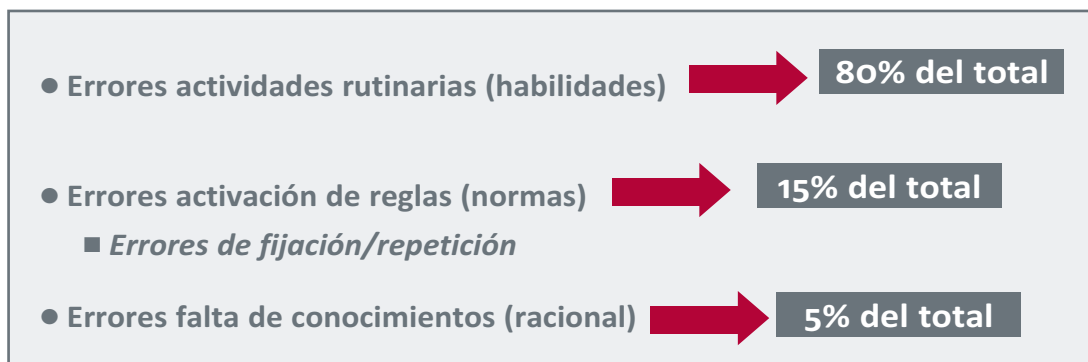 ● Errores actividades rutinarias (habilidades) 80% del total
● Errores activación de reglas (normas) 15% del total
■ Errores de fijación/repetición
● Errores falta de conocimientos (racional) 5% del total